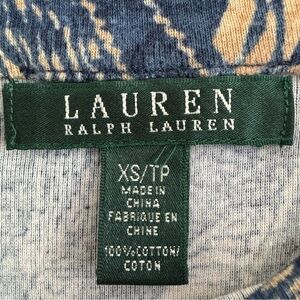 LAUREN
RALPH LAUREN
XS/TP
MADE IN
CHINA
FABRIQUE EN
CHINE
100%COTTON/
COTON